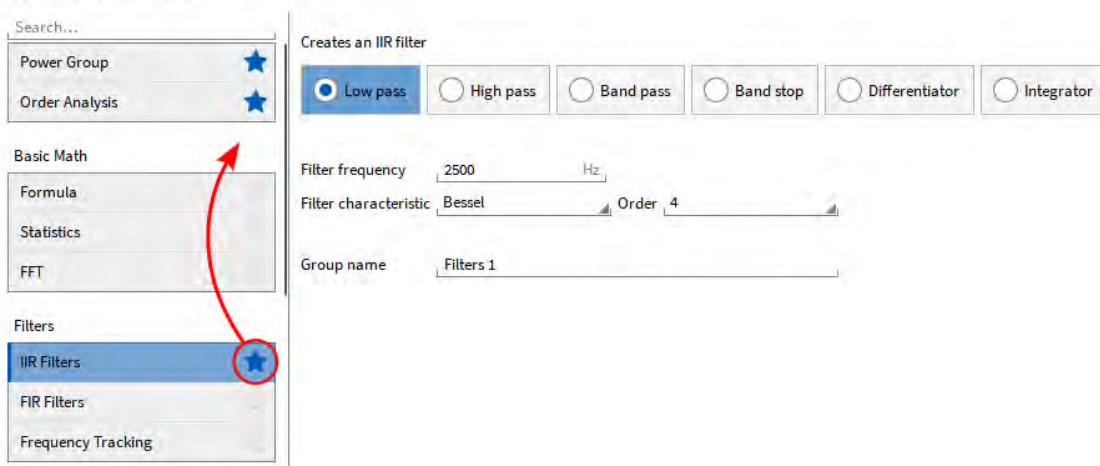 Search...
Power Group
Order Analysis
Basic Math
Formula
Statistics
FFT
Filters
IIR Filters
FIR Filters
Frequency Tracking
Creates an IIR filter
Low pass High pass Band pass Band stop Differentiator Integrator
Filter frequency 2500 Hz
Filter characteristic Bessel Order 4
Group name Filters 1